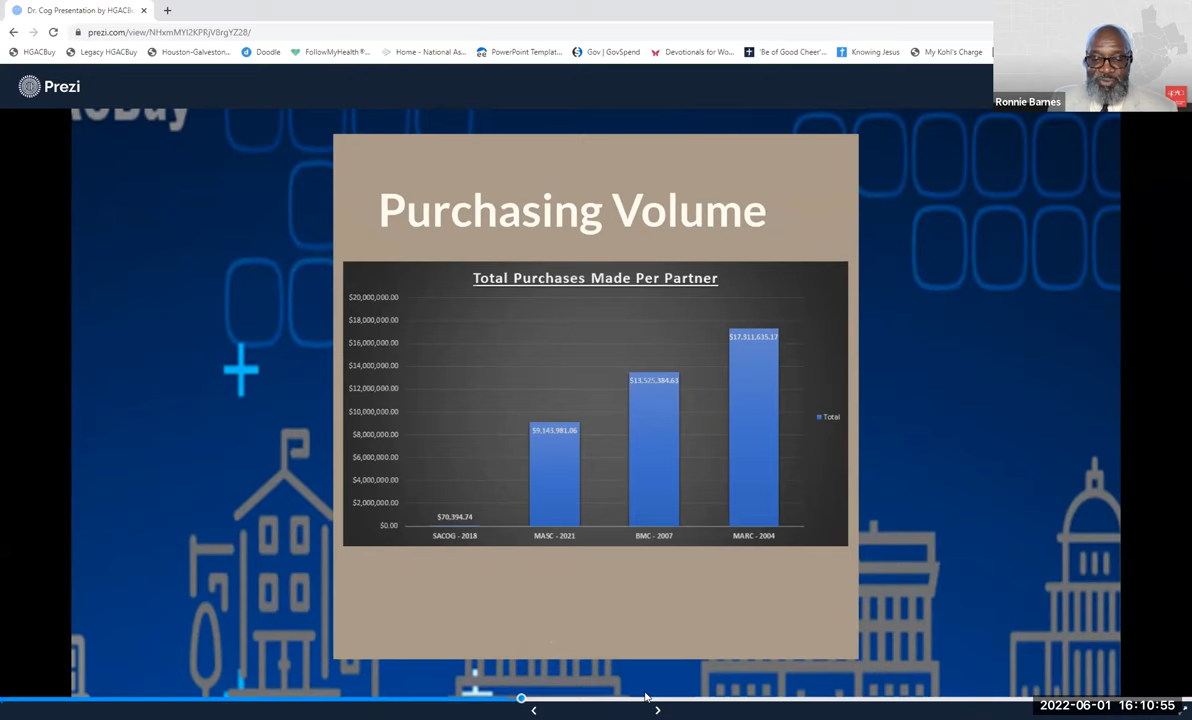 Dr. Cog Presentation by HGACB
prezi.com/view/NHxmMYI2KPRjV8rgYZ28/
HGACBuy
Legacy HGACBuy
Houston-Galveston...
Doodle
FollowMyHealth®...
Home - National As...
PowerPoint Templat...
Gov | GovSpend
Devotionals for Wo...
'Be of Good Cheer'...
Knowing Jesus
My Kohl's Charge
Prezi
Ronnie Barnes
Purchasing Volume
Total Purchases Made Per Partner
$20,000,000.00
$18,000,000.00
$16,000,000.00
$14,000,000.00
$12,000,000.00
$10,000,000.00
$8,000,000.00
$6,000,000.00
$4,000,000.00
$2,000,000.00
$0.00
$70,394.74
$9,143,981.06
$13,525,384.63
$17,311,635.17
Total
SACOG - 2018
MASC - 2021
BMC - 2007
MARC - 2004
2022-06-01 16:10:55